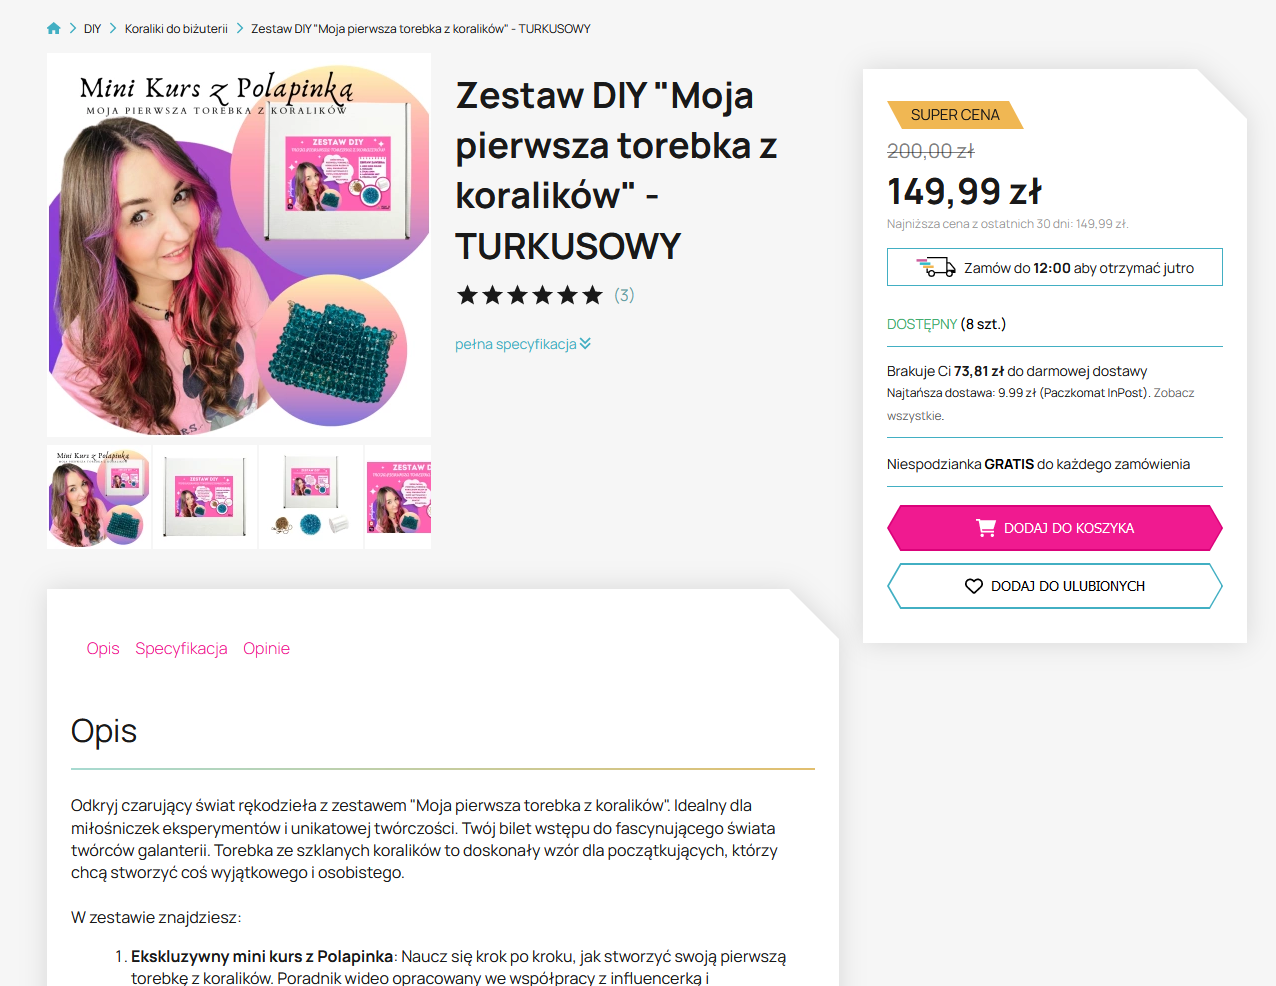 DIY
Koraliki do biżuterii
Zestaw DIY "Moja pierwsza torebka z koralików" - TURKUSOWY
Mini Kurs z Polapinką
MOJA PIERWSZA TOREBKA Z KORALIKÓW
ZESTAW DIY
Zestaw DIY "Moja
pierwsza torebka z
koralików" -
TURKUSOWY
(3)
pełna specyfikacja
SUPER CENA
200,00 zł
149,99 zł
Najniższa cena z ostatnich 30 dni: 149,99 zł.
Zamów do 12:00 aby otrzymać jutro
DOSTĘPNY (8 szt.)
Brakuje Ci 73,81 zł do darmowej dostawy
Najtańsza dostawa: 9.99 zł (Paczkomat InPost). Zobacz
wszystkie.
Niespodzianka GRATIS do każdego zamówienia
DODAJ DO KOSZYKA
DODAJ DO ULUBIONYCH
Mini Kurs z Polapinką
ZESTAW DIY
Opis Specyfikacja Opinie
Opis
Odkryj czarujący świat rękodzieła z zestawem "Moja pierwsza torebka z koralików". Idealny dla
miłośniczek eksperymentów i unikatowej twórczości. Twój bilet wstępu do fascynującego świata
twórców galanterii. Torebka ze szklanych koralików to doskonały wzór dla początkujących, którzy
chcą stworzyć coś wyjątkowego i osobistego.
W zestawie znajdziesz:
1. Ekskluzywny mini kurs z Polapinka: Naucz się krok po kroku, jak stworzyć swoją pierwszą
torebkę z koralików. Poradnik wideo opracowany we współpracy z influencerką i